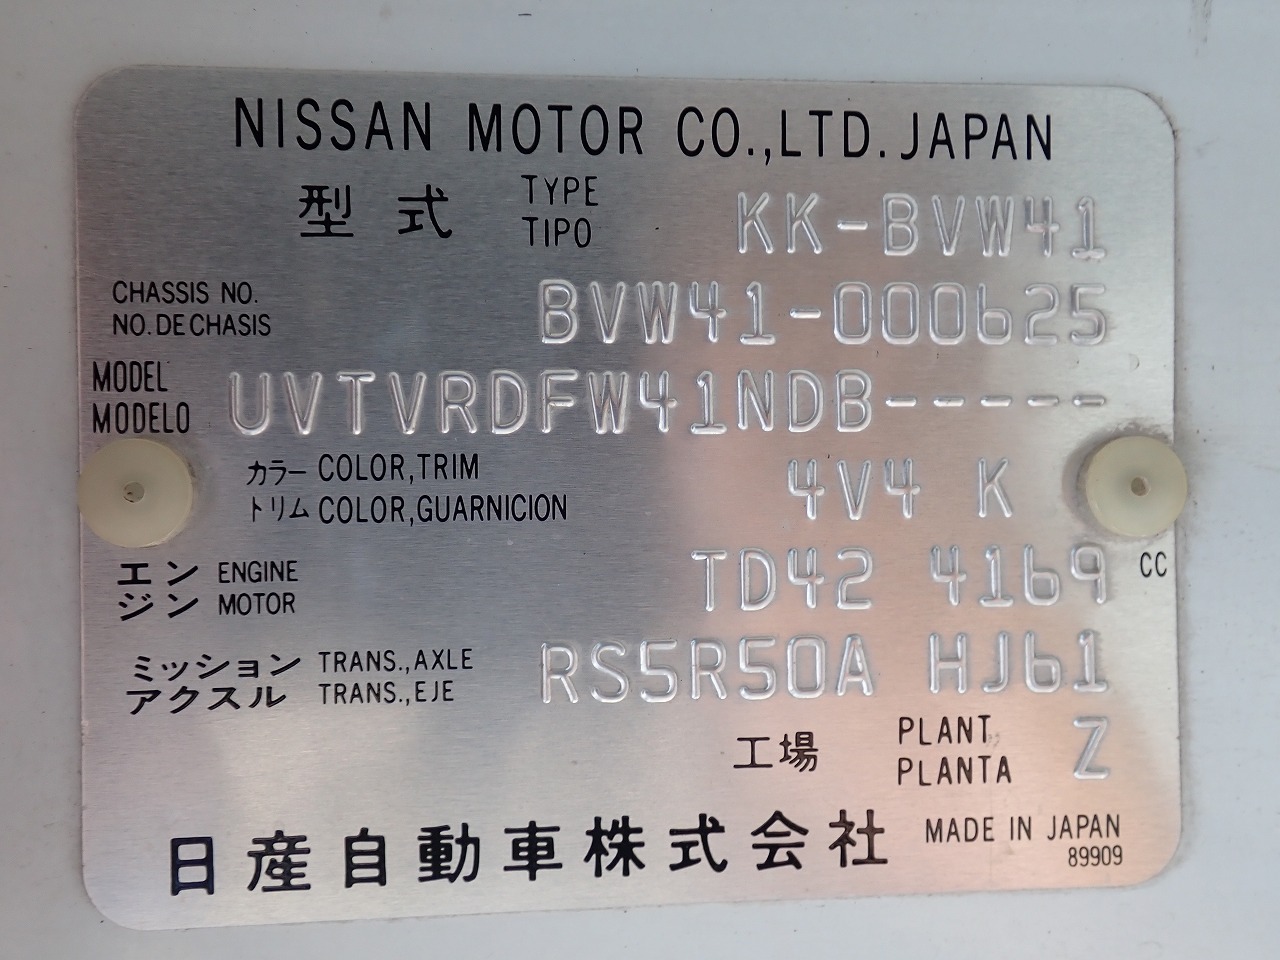 NISSAN MOTOR CO.,LTD. JAPAN
型式 TYPE TIPO KK-BVW41
CHASSIS NO.
NO. DE CHASIS BVW41-000625
MODEL
MODELO UVTVRDFW41NDB-----
カラー COLOR,TRIM 4V4 K
トリム COLOR,GUARNICION
エン ENGINE TD42 4169 CC
ジン MOTOR
ミッション TRANS.,AXLE RS5R50A HJ61
アクスル TRANS.,EJE
工場 PLANT PLANTA Z
日産自動車株式会社 MADE IN JAPAN
89909